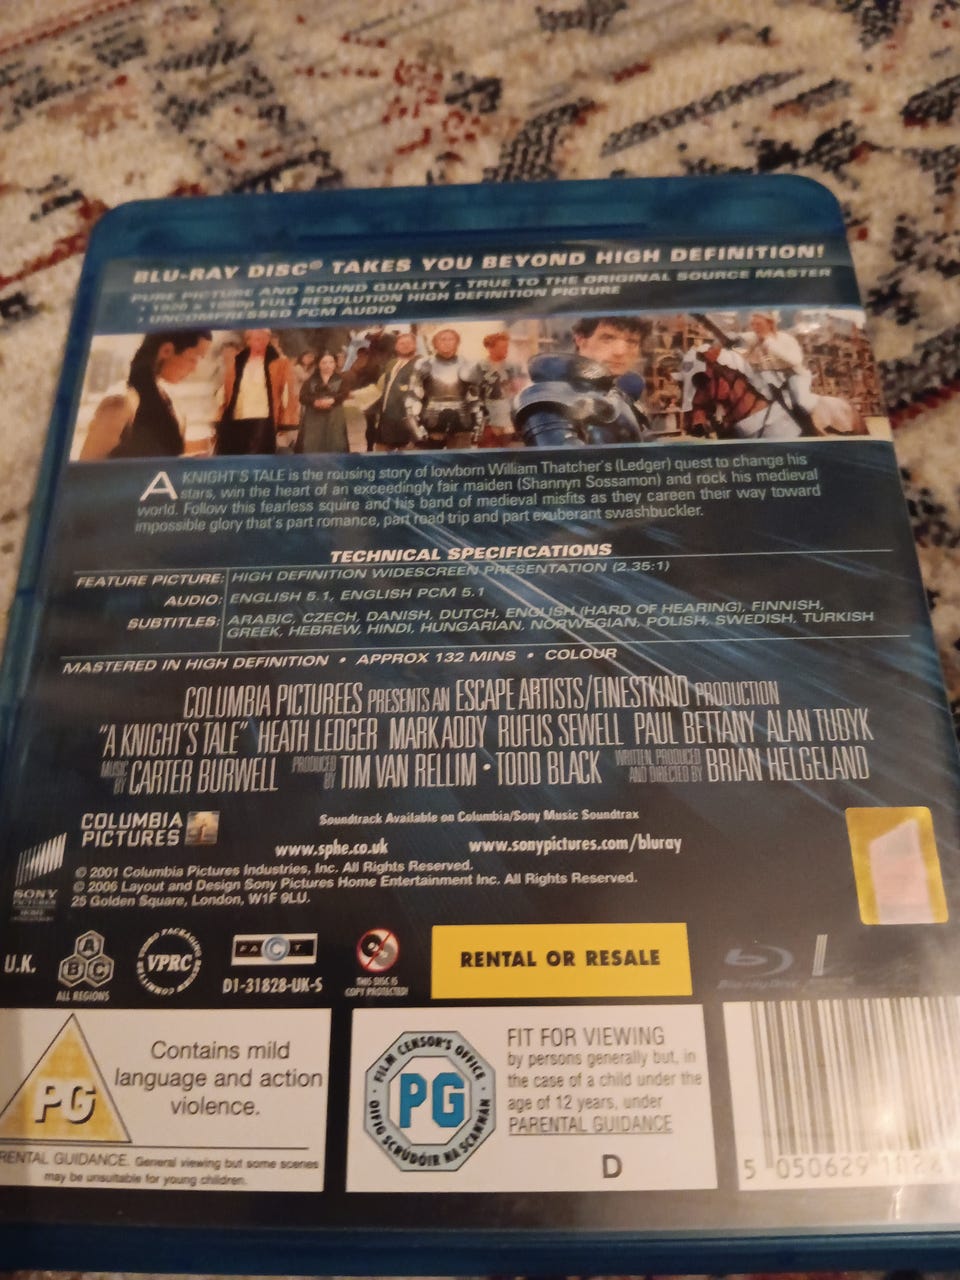 BLU-RAY DISC® TAKES YOU BEYOND HIGH DEFINITION!
PURE PICTURE AND SOUND QUALITY - TRUE TO THE ORIGINAL SOURCE MASTER
• 1920 x 1080p FULL RESOLUTION HIGH DEFINITION PICTURE
• UNCOMPRESSED PCM AUDIO
A KNIGHT'S TALE is the rousing story of lowborn William Thatcher's (Ledger) quest to change his
stars, win the heart of an exceedingly fair maiden (Shannyn Sossamon) and rock his medieval
world. Follow this fearless squire and his band of medieval misfits as they careen their way toward
impossible glory that's part romance, part road trip and part exuberant swashbuckler.
TECHNICAL SPECIFICATIONS
FEATURE PICTURE: HIGH DEFINITION WIDESCREEN PRESENTATION (2.35:1)
AUDIO: ENGLISH 5.1, ENGLISH PCM 5.1
SUBTITLES: ARABIC, CZECH, DANISH, DUTCH, ENGLISH (HARD OF HEARING), FINNISH,
GREEK, HEBREW, HINDI, HUNGARIAN, NORWEGIAN, POLISH, SWEDISH, TURKISH
MASTERED IN HIGH DEFINITION • APPROX 132 MINS • COLOUR
COLUMBIA PICTUREES PRESENTS AN ESCAPE ARTISTS/FINESTKIND PRODUCTION
"A KNIGHT'S TALE" HEATH LEDGER MARK ADDY RUFUS SEWELL PAUL BETTANY ALAN TUDYK
MUSIC BY CARTER BURWELL PRODUCED BY TIM VAN RELLIM • TODD BLACK WRITTEN, PRODUCED AND DIRECTED BY BRIAN HELGELAND
COLUMBIA
PICTURES
Soundtrack Available on Columbia/Sony Music Soundtrax
www.sphe.co.uk www.sonypictures.com/bluray
SONY
PICTURES
HOME
© 2001 Columbia Pictures Industries, Inc. All Rights Reserved.
© 2006 Layout and Design Sony Pictures Home Entertainment Inc. All Rights Reserved.
25 Golden Square, London, W1F 9LU.
U.K.
A
B C
ALL REGIONS
VPRC
FACT
D1-31828-UK-S
THIS DISC IS
COPY PROTECTED!
RENTAL OR RESALE
Blu-ray Disc
PG
Contains mild
language and action
violence.
RENTAL GUIDANCE. General viewing but some scenes
may be unsuitable for young children.
FILM CENSOR'S OFFICE
PG
OIFIG SCRÚDÓIR NA SCANNÁN
FIT FOR VIEWING
by persons generally but, in
the case of a child under the
age of 12 years, under
PARENTAL GUIDANCE
D
5 050629